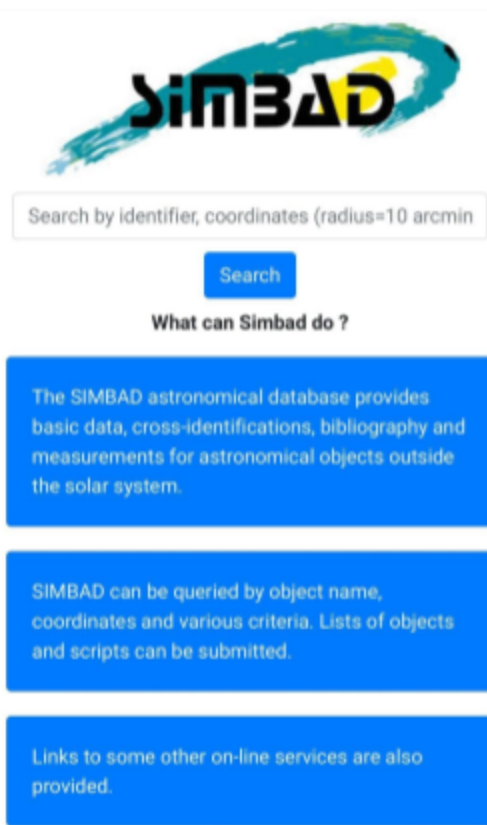 SiMBAD
Search by identifier, coordinates (radius=10 arcmin
Search
What can Simbad do ?
The SIMBAD astronomical database provides
basic data, cross-identifications, bibliography and
measurements for astronomical objects outside
the solar system.
SIMBAD can be queried by object name,
coordinates and various criteria. Lists of objects
and scripts can be submitted.
Links to some other on-line services are also
provided.